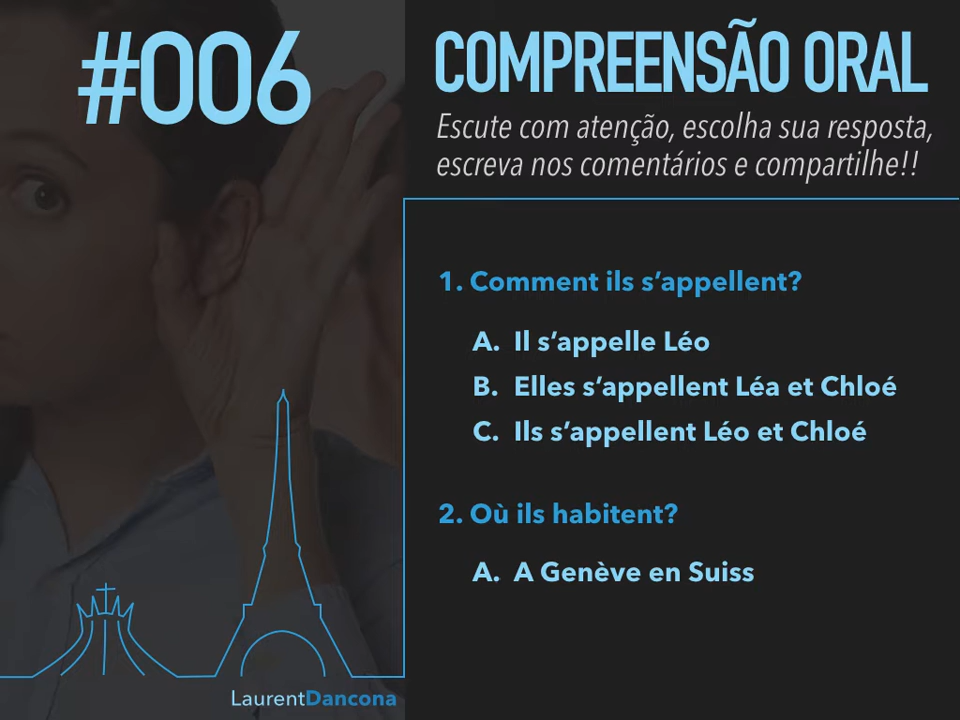 #006
COMPREENSÃO ORAL
Escute com atenção, escolha sua resposta,
escreva nos comentários e compartilhe!!
1. Comment ils s’appellent?
A. Il s’appelle Léo
B. Elles s’appellent Léa et Chloé
C. Ils s’appellent Léo et Chloé
2. Où ils habitent?
A. A Genève en Suiss
LaurentDancona